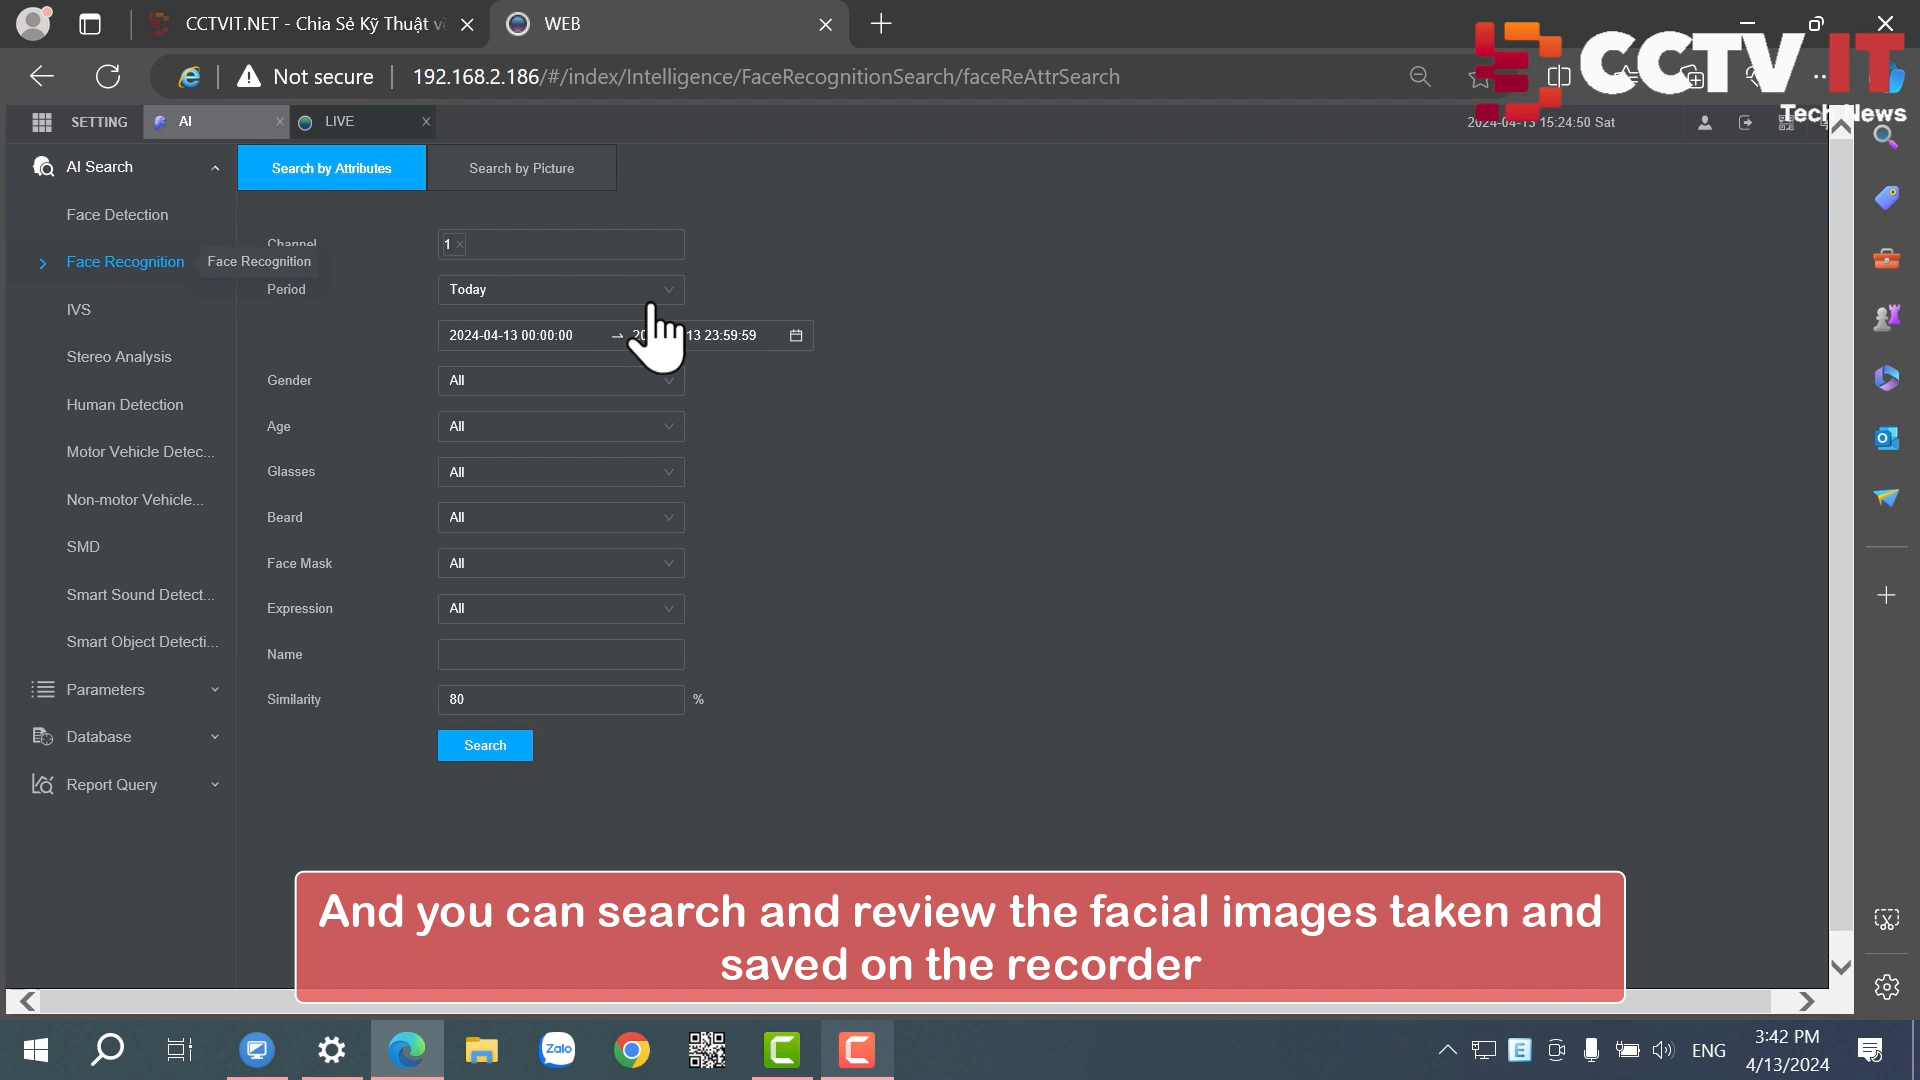 CCTVIT.NET - Chia Sẻ Kỹ Thuật về
WEB
CCTV IT
Tech News
Not secure
192.168.2.186/#/index/Intelligence/FaceRecognitionSearch/faceReAttrSearch
SETTING
AI
LIVE
2024-04-13 15:24:50 Sat
AI Search
Search by Attributes
Search by Picture
Face Detection
Face Recognition
Face Recognition
IVS
Stereo Analysis
Human Detection
Motor Vehicle Detec...
Non-motor Vehicle...
SMD
Smart Sound Detect...
Smart Object Detecti...
Parameters
Database
Report Query
Channel
1
Period
Today
2024-04-13 00:00:00
13 23:59:59
Gender
All
Age
All
Glasses
All
Beard
All
Face Mask
All
Expression
All
Name
Similarity
80
%
Search
And you can search and review the facial images taken and
saved on the recorder
Zalo
ENG
3:42 PM
4/13/2024